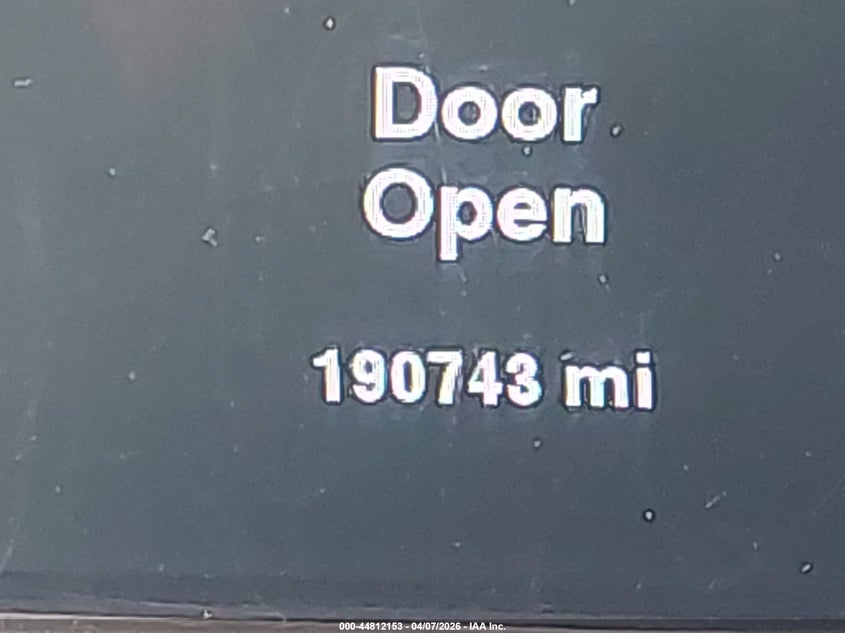 Door
Open
190743 mi
000-44812153 - 04/07/2026 - IAA Inc.